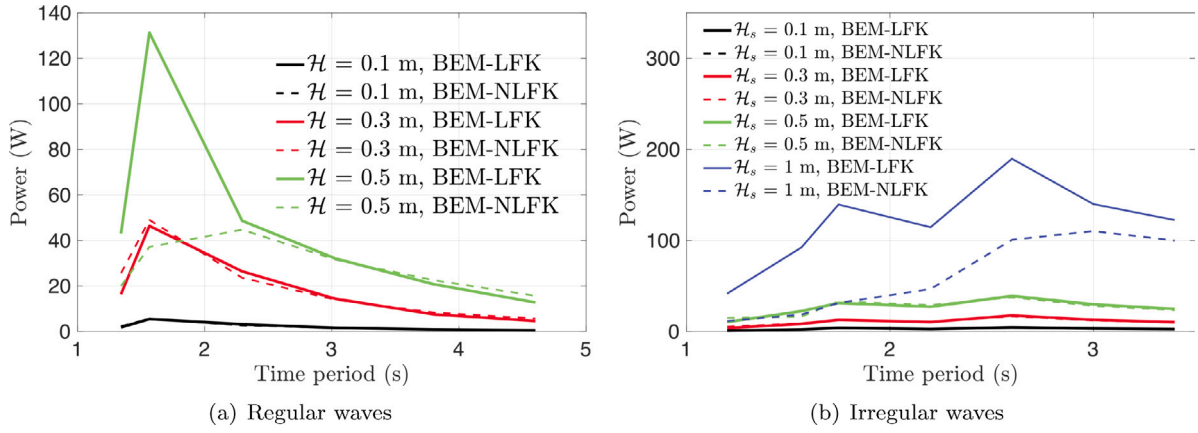 140
120
100
80
60
40
20
0
Power (W)
1
2
3
4
5
Time period (s)
ℋ = 0.1 m, BEM-LFK
ℋ = 0.1 m, BEM-NLFK
ℋ = 0.3 m, BEM-LFK
ℋ = 0.3 m, BEM-NLFK
ℋ = 0.5 m, BEM-LFK
ℋ = 0.5 m, BEM-NLFK
(a) Regular waves
300
200
100
0
Power (W)
1
2
3
Time period (s)
ℋₛ = 0.1 m, BEM-LFK
ℋₛ = 0.1 m, BEM-NLFK
ℋₛ = 0.3 m, BEM-LFK
ℋₛ = 0.3 m, BEM-NLFK
ℋₛ = 0.5 m, BEM-LFK
ℋₛ = 0.5 m, BEM-NLFK
ℋₛ = 1 m, BEM-LFK
ℋₛ = 1 m, BEM-NLFK
(b) Irregular waves